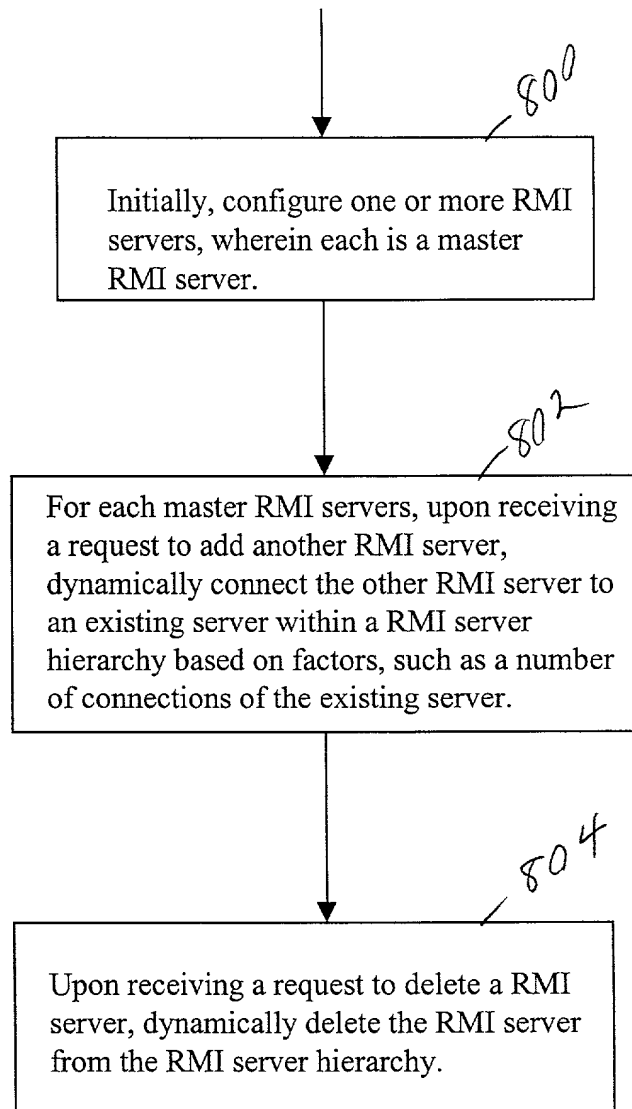 800
Initially, configure one or more RMI
servers, wherein each is a master
RMI server.
802
For each master RMI servers, upon receiving
a request to add another RMI server,
dynamically connect the other RMI server to
an existing server within a RMI server
hierarchy based on factors, such as a number
of connections of the existing server.
804
Upon receiving a request to delete a RMI
server, dynamically delete the RMI server
from the RMI server hierarchy.